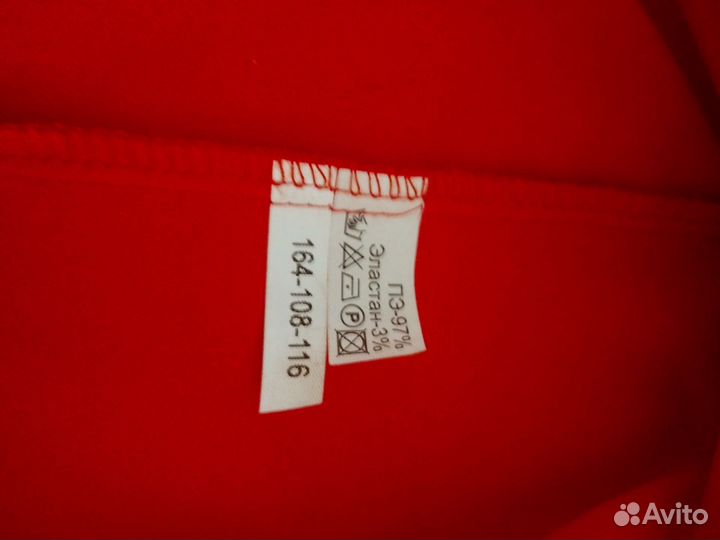 164-108-116
ПЭ-97%
Эластан-3%
P
Avito